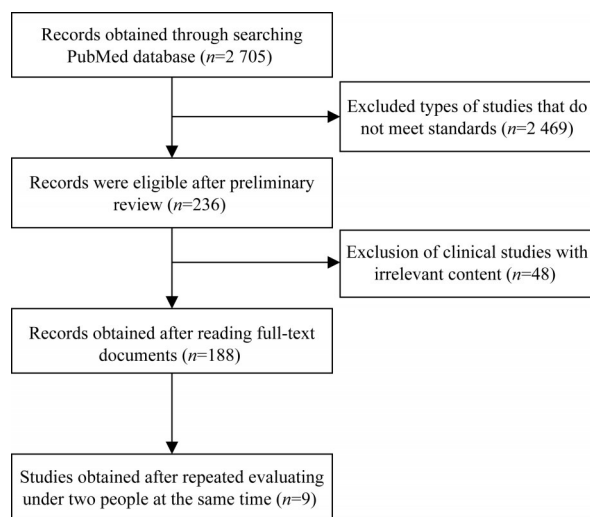 Records obtained through searching
PubMed database (n=2 705)
Excluded types of studies that do
not meet standards (n=2 469)
Records were eligible after preliminary
review (n=236)
Exclusion of clinical studies with
irrelevant content (n=48)
Records obtained after reading full-text
documents (n=188)
Studies obtained after repeated evaluating
under two people at the same time (n=9)